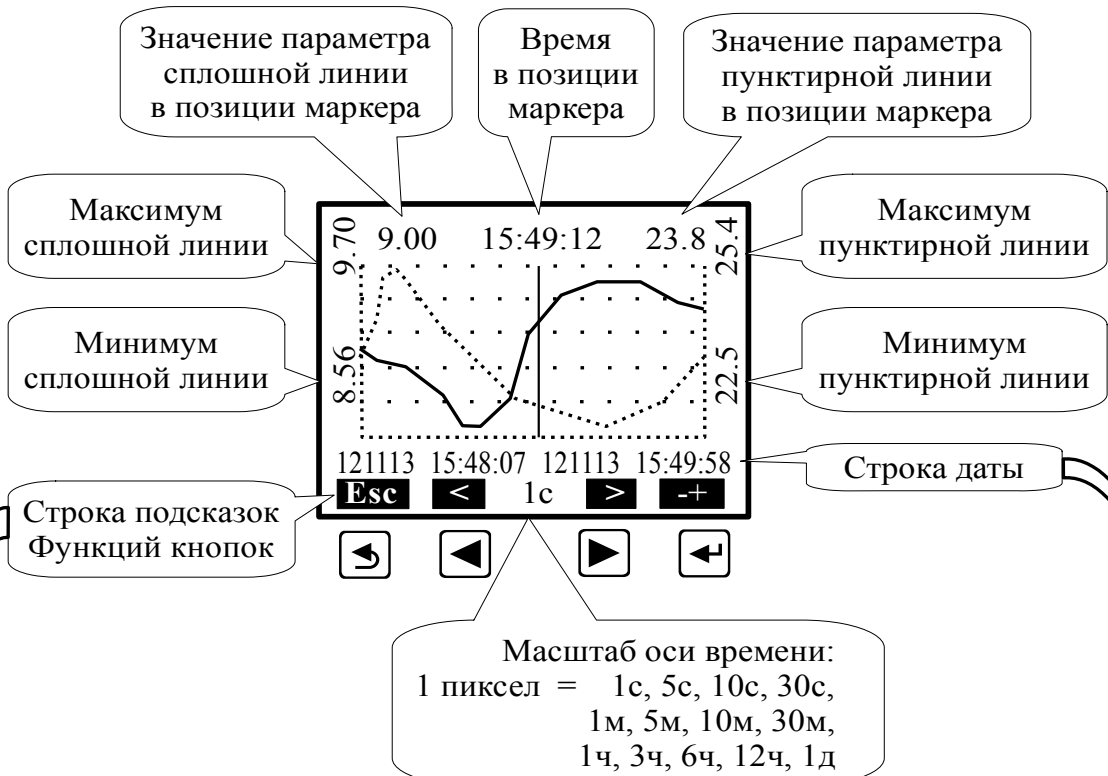 Значение параметра
сплошной линии
в позиции маркера
Время
в позиции
маркера
Значение параметра
пунктирной линии
в позиции маркера
Максимум
сплошной линии
Минимум
сплошной линии
9.70
8.56
9.00 15:49:12 23.8
25.4
22.5
Максимум
пунктирной линии
Минимум
пунктирной линии
121113 15:48:07 121113 15:49:58
Строка даты
Esc < 1с > -+
Строка подсказок
Функций кнопок
Масштаб оси времени:
1 пиксел = 1с, 5с, 10с, 30с,
1м, 5м, 10м, 30м,
1ч, 3ч, 6ч, 12ч, 1д